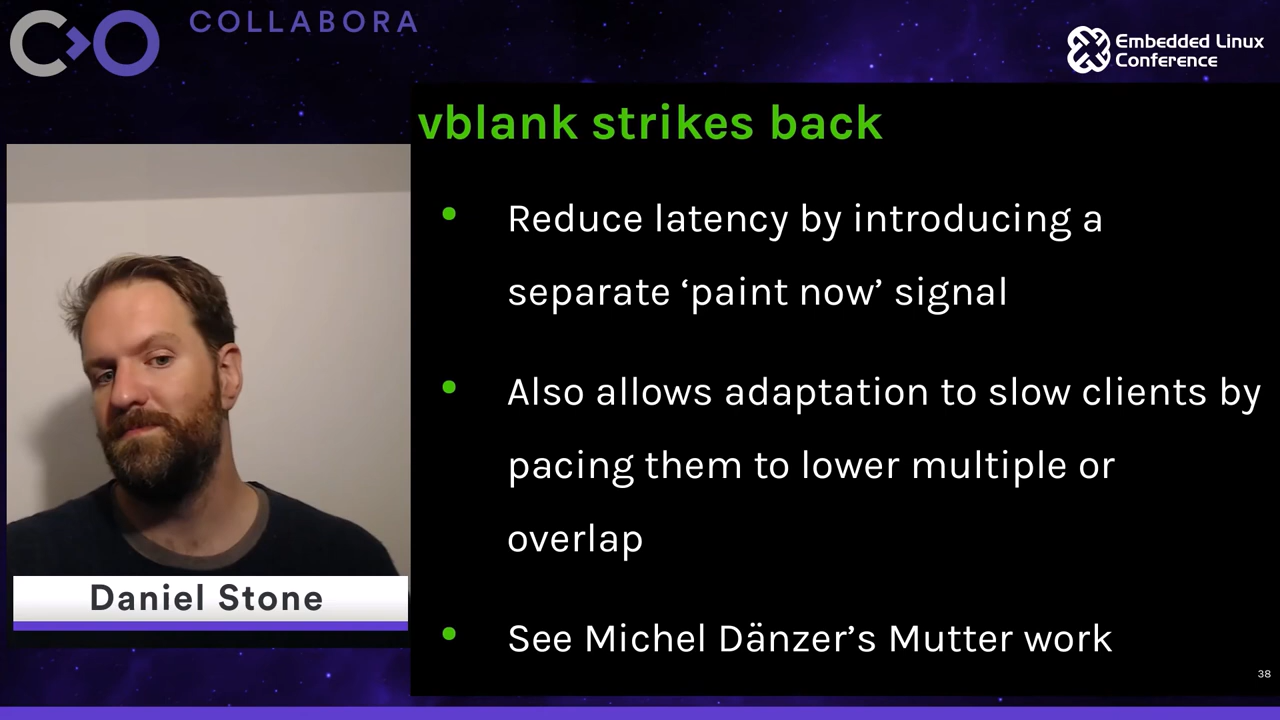 COLLABORA
Embedded Linux
Conference
vblank strikes back
• Reduce latency by introducing a
separate ‘paint now’ signal
• Also allows adaptation to slow clients by
pacing them to lower multiple or
overlap
• See Michel Dänzer’s Mutter work
38
Daniel Stone